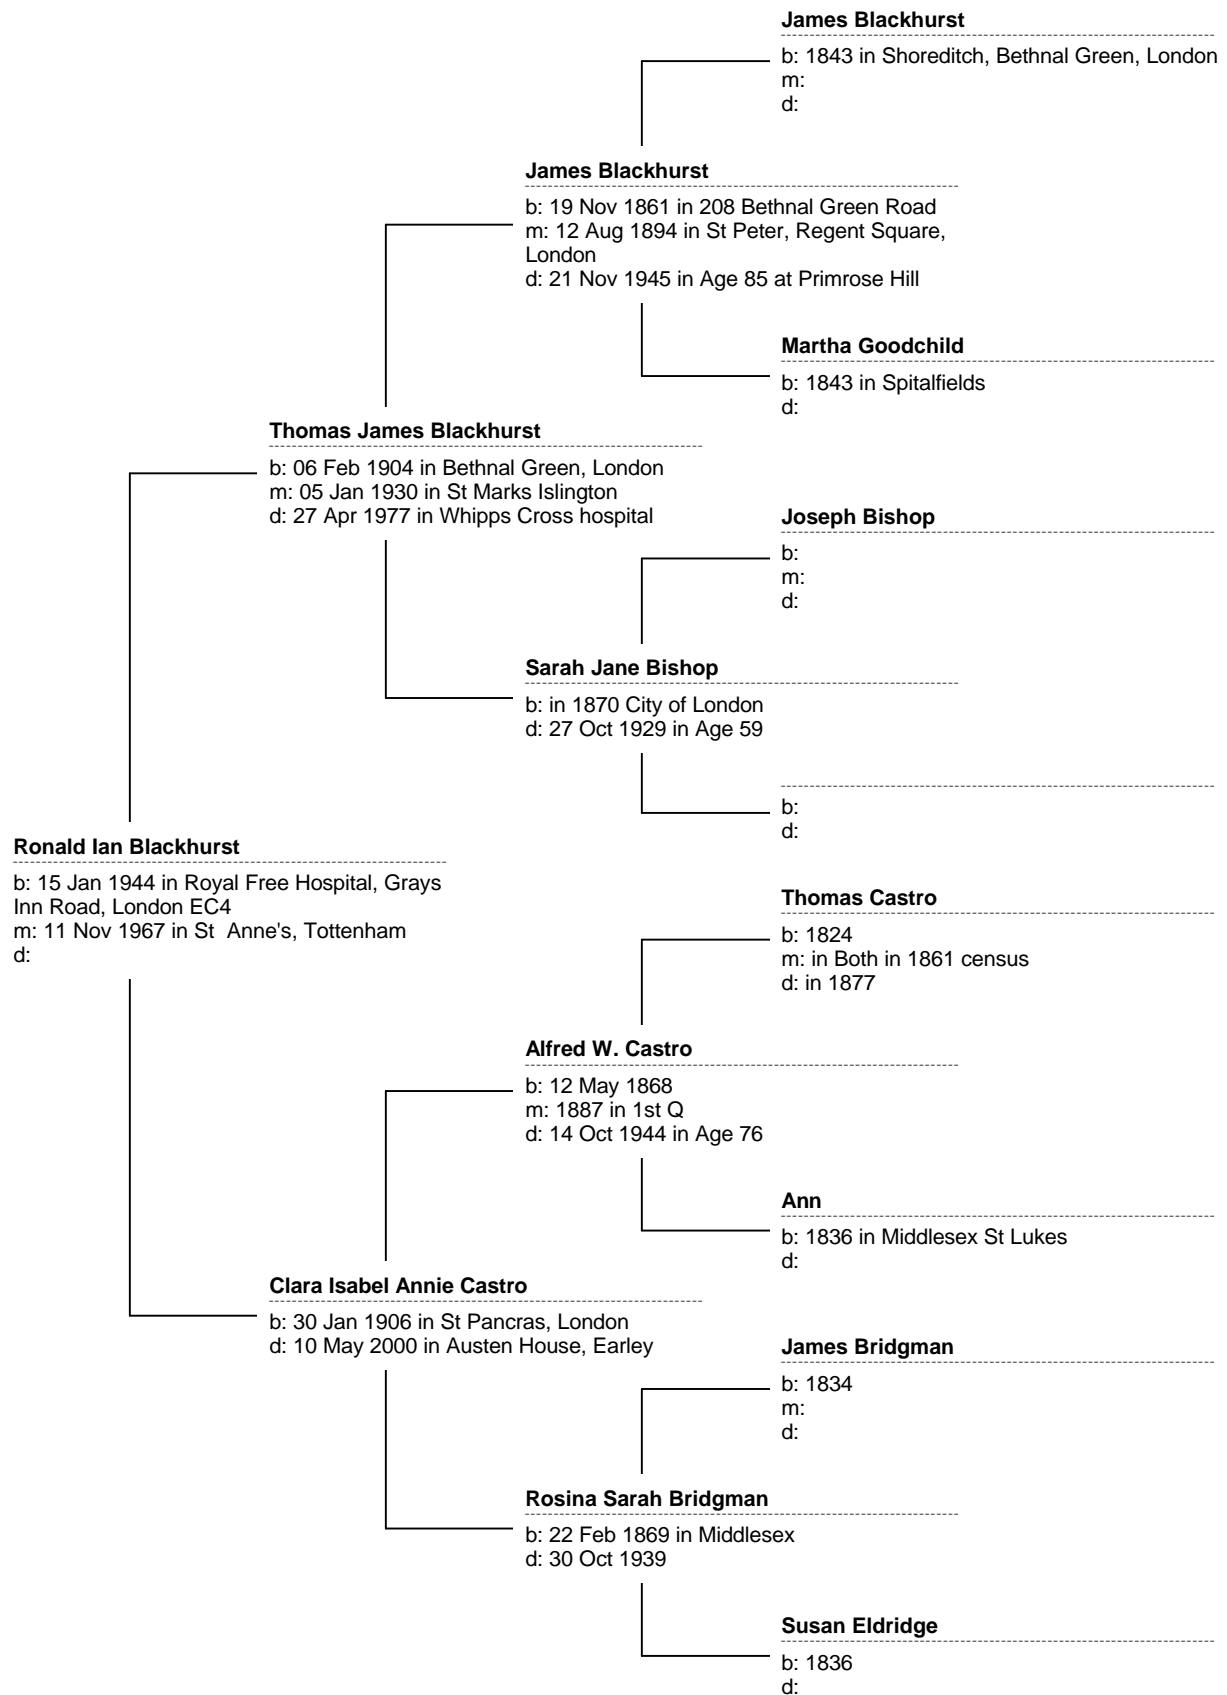 James Blackhurst
b: 1843 in Shoreditch, Bethnal Green, London
m:
d:
James Blackhurst
b: 19 Nov 1861 in 208 Bethnal Green Road
m: 12 Aug 1894 in St Peter, Regent Square,
London
d: 21 Nov 1945 in Age 85 at Primrose Hill
Martha Goodchild
b: 1843 in Spitalfields
d:
Thomas James Blackhurst
b: 06 Feb 1904 in Bethnal Green, London
m: 05 Jan 1930 in St Marks Islington
d: 27 Apr 1977 in Whipps Cross hospital
Joseph Bishop
b:
m:
d:
Sarah Jane Bishop
b: in 1870 City of London
d: 27 Oct 1929 in Age 59
b:
d:
Ronald Ian Blackhurst
b: 15 Jan 1944 in Royal Free Hospital, Grays
Inn Road, London EC4
m: 11 Nov 1967 in St  Anne's, Tottenham
d:
Thomas Castro
b: 1824
m: in Both in 1861 census
d: in 1877
Alfred W. Castro
b: 12 May 1868
m: 1887 in 1st Q
d: 14 Oct 1944 in Age 76
Ann
b: 1836 in Middlesex St Lukes
d:
Clara Isabel Annie Castro
b: 30 Jan 1906 in St Pancras, London
d: 10 May 2000 in Austen House, Earley
James Bridgman
b: 1834
m:
d:
Rosina Sarah Bridgman
b: 22 Feb 1869 in Middlesex
d: 30 Oct 1939
Susan Eldridge
b: 1836
d: